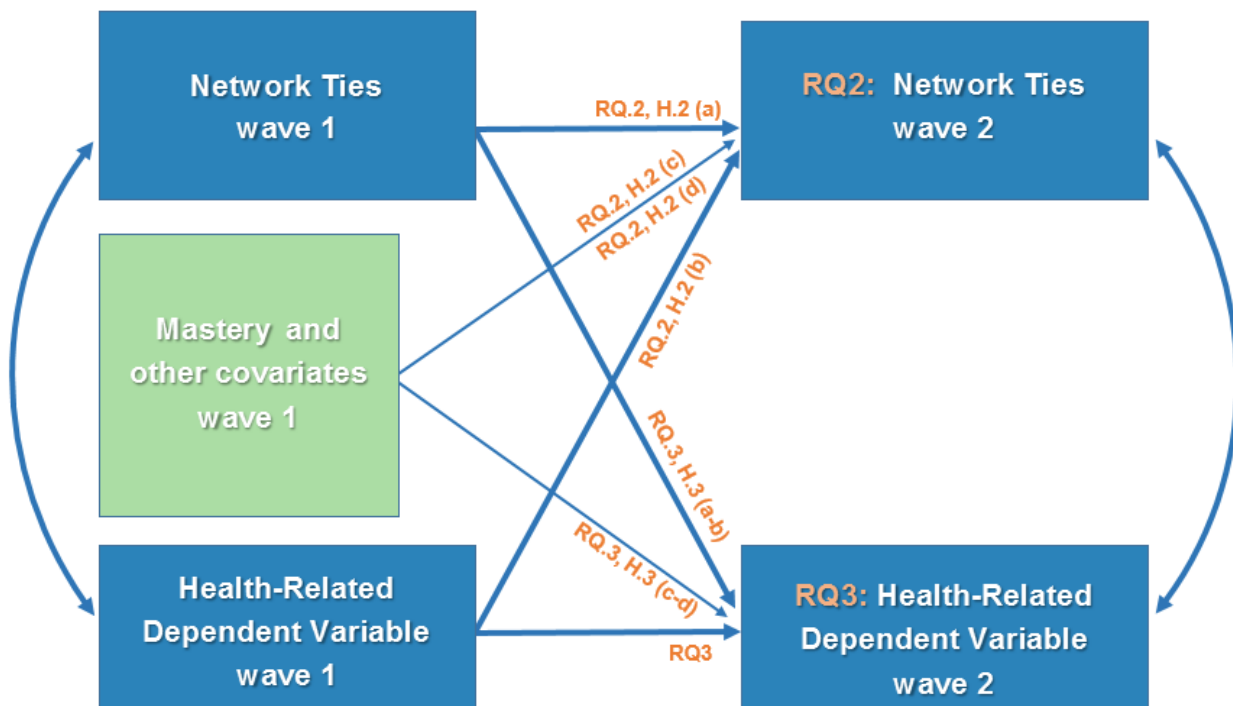 Network Ties
wave 1
RQ2: Network Ties
wave 2
RQ.2, H.2 (a)
RQ.2, H.2 (c)
RQ.2, H.2 (d)
RQ.2, H.2 (b)
Mastery and
other covariates
wave 1
RQ.3, H.3 (a-b)
RQ.3, H.3 (c-d)
Health-Related
Dependent Variable
wave 1
RQ3
RQ3: Health-Related
Dependent Variable
wave 2